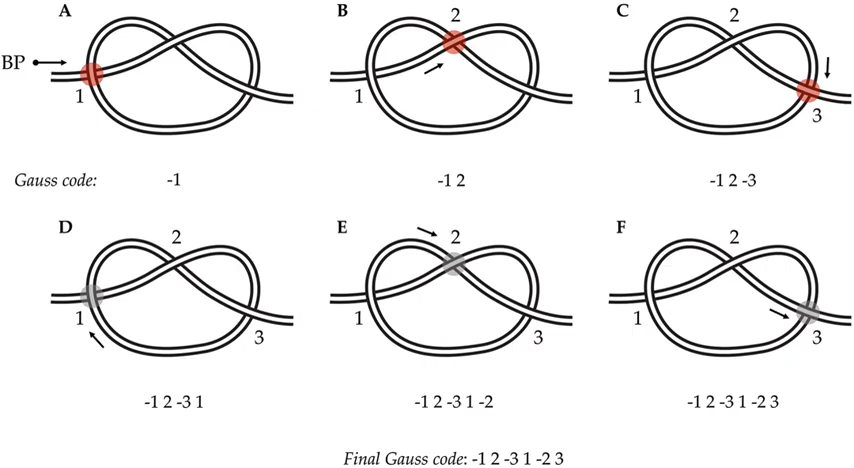 A B C
BP 2 2
1 1 1 3
Gauss code: -1 -1 2 -1 2 -3
D E F
2 2 2
1 3 1 3 1 3
-1 2 -3 1 -1 2 -3 1 -2 -1 2 -3 1 -2 3
Final Gauss code: -1 2 -3 1 -2 3